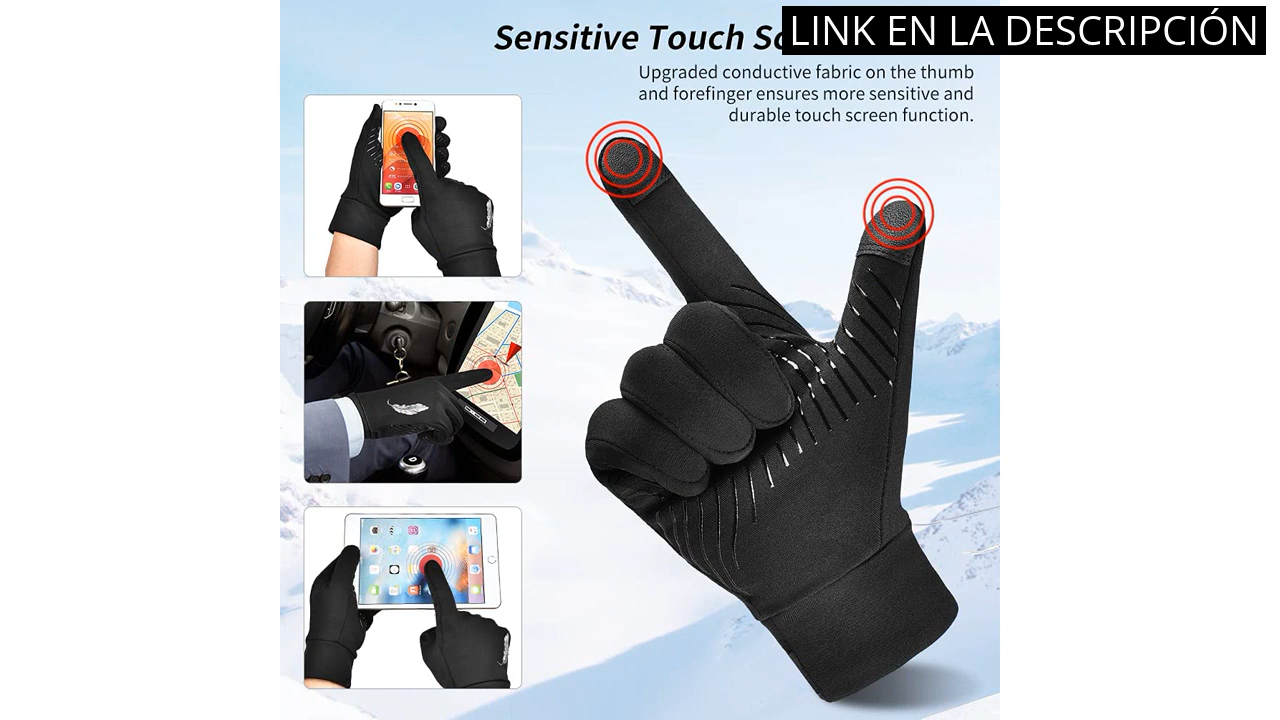 Sensitive Touch
LINK EN LA DESCRIPCIÓN
Upgraded conductive fabric on the thumb
and forefinger ensures more sensitive and
durable touch screen function.